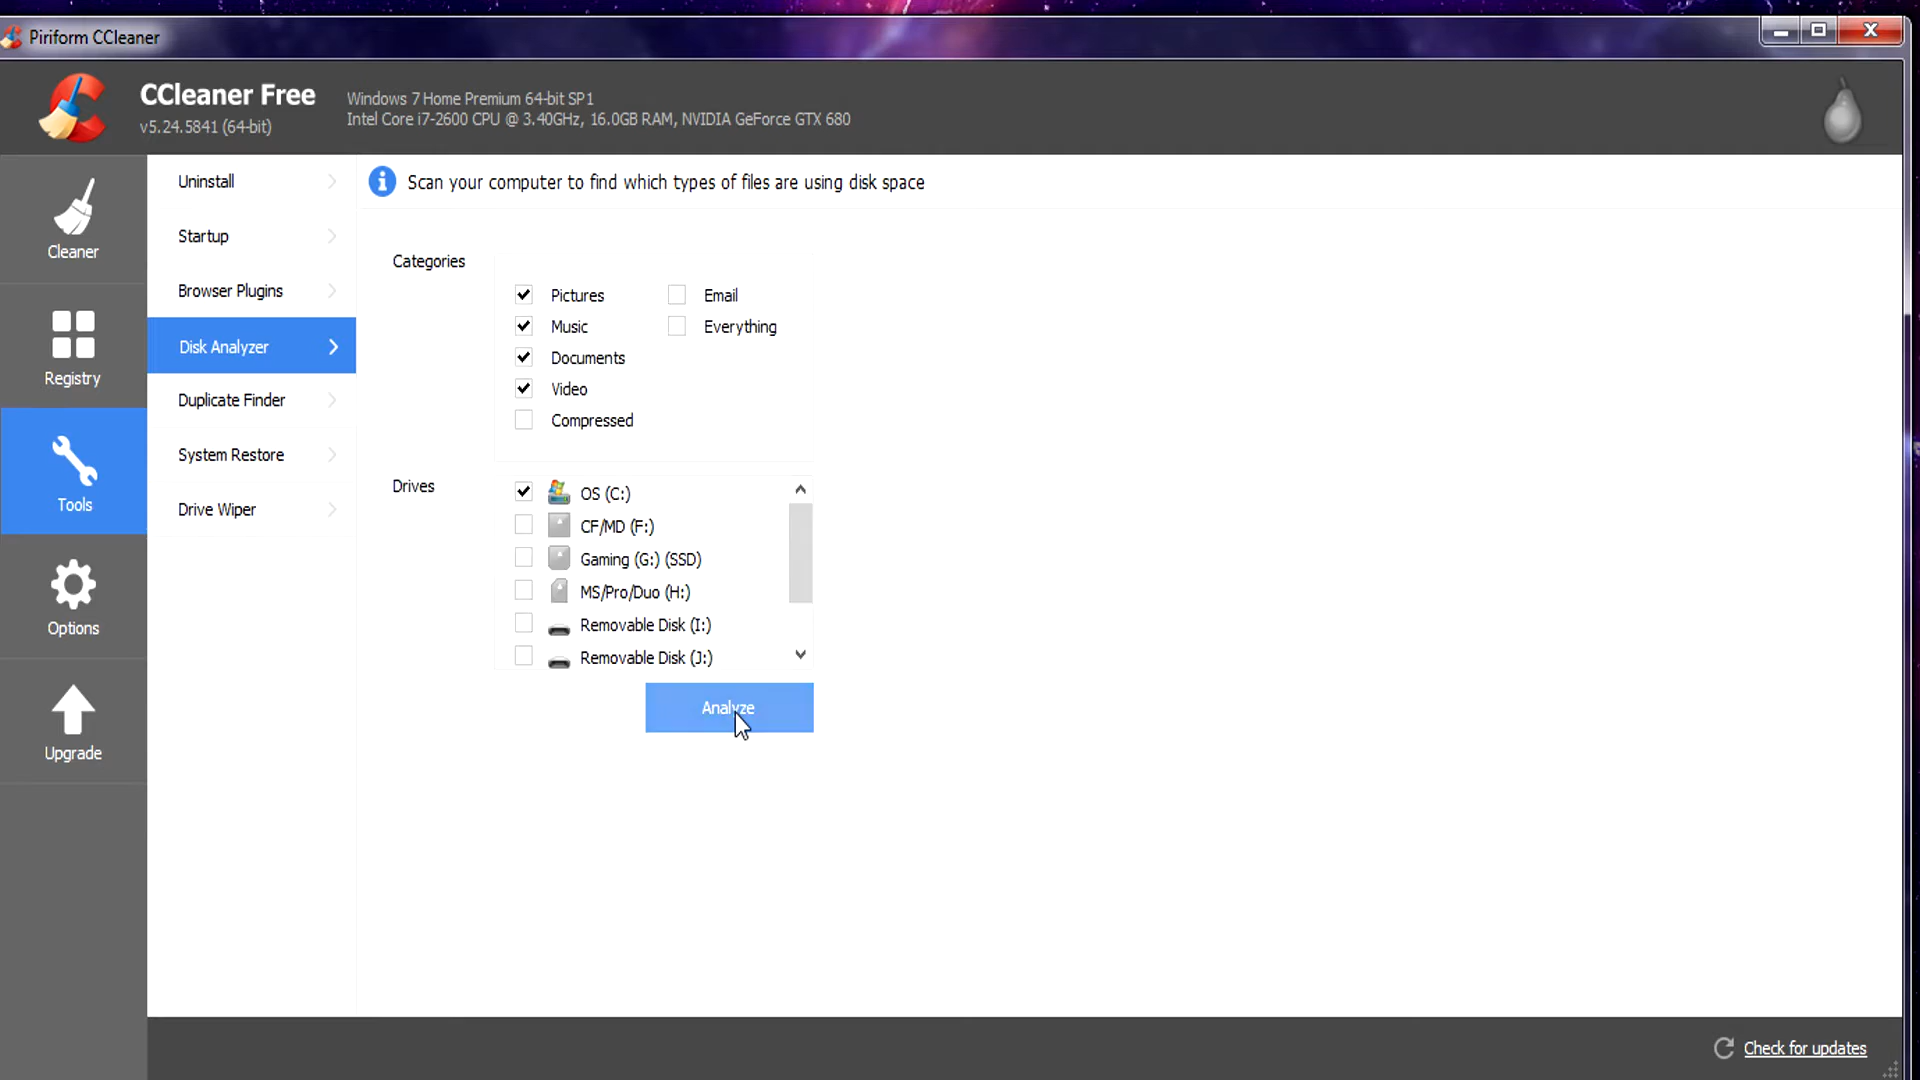 Piriform CCleaner
CCleaner Free
v5.24.5841 (64-bit)
Windows 7 Home Premium 64-bit SP1
Intel Core i7-2600 CPU @ 3.40GHz, 16.0GB RAM, NVIDIA GeForce GTX 680
Cleaner
Registry
Tools
Options
Upgrade
Uninstall
Startup
Browser Plugins
Disk Analyzer
Duplicate Finder
System Restore
Drive Wiper
Scan your computer to find which types of files are using disk space
Categories
Pictures
Music
Documents
Video
Compressed
Email
Everything
Drives
OS (C:)
CF/MD (F:)
Gaming (G:) (SSD)
MS/Pro/Duo (H:)
Removable Disk (I:)
Removable Disk (J:)
Analyze
Check for updates